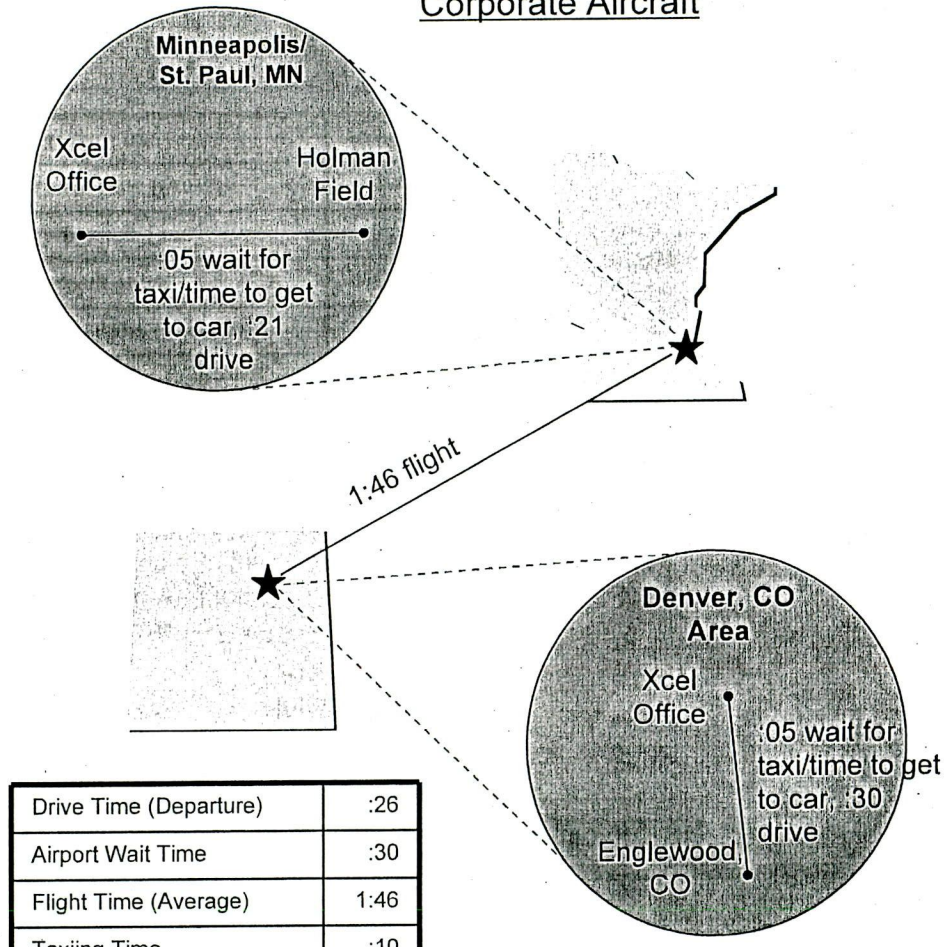 Corporate Aircraft
Minneapolis/
St. Paul, MN
Xcel
Office
Holman
Field
:05 wait for
taxi/time to get
to car, :21
drive
1:46 flight
Denver, CO
Area
Xcel
Office
:05 wait for
taxi/time to get
to car, :30
drive
Englewood,
CO
Drive Time (Departure) :26
Airport Wait Time :30
Flight Time (Average) 1:46
Taxiing Time :10